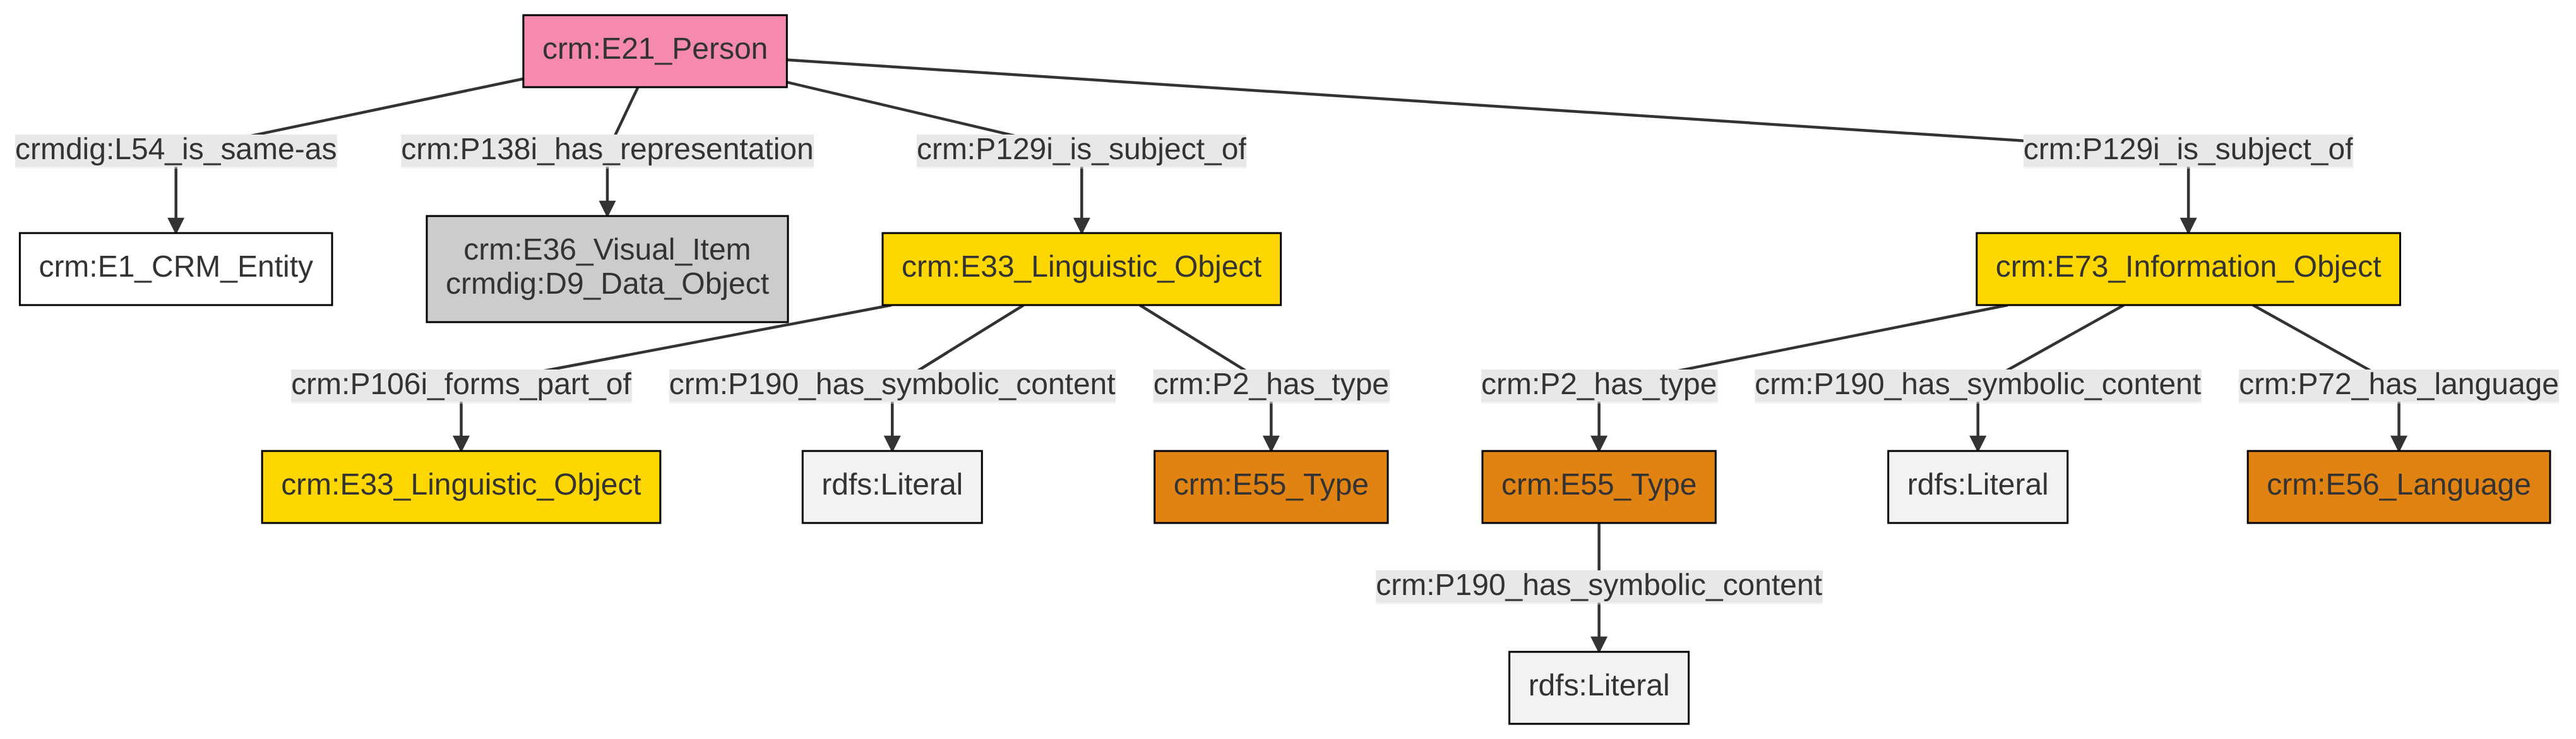 crm:E21_Person
crmdig:L54_is_same-as
crm:P138i_has_representation
crm:P129i_is_subject_of
crm:P129i_is_subject_of
crm:E1_CRM_Entity
crm:E36_Visual_Item
crmdig:D9_Data_Object
crm:E33_Linguistic_Object
crm:E73_Information_Object
crm:P106i_forms_part_of
crm:P190_has_symbolic_content
crm:P2_has_type
crm:P2_has_type
crm:P190_has_symbolic_content
crm:P72_has_language
crm:E33_Linguistic_Object
rdfs:Literal
crm:E55_Type
crm:E55_Type
rdfs:Literal
crm:E56_Language
crm:P190_has_symbolic_content
rdfs:Literal